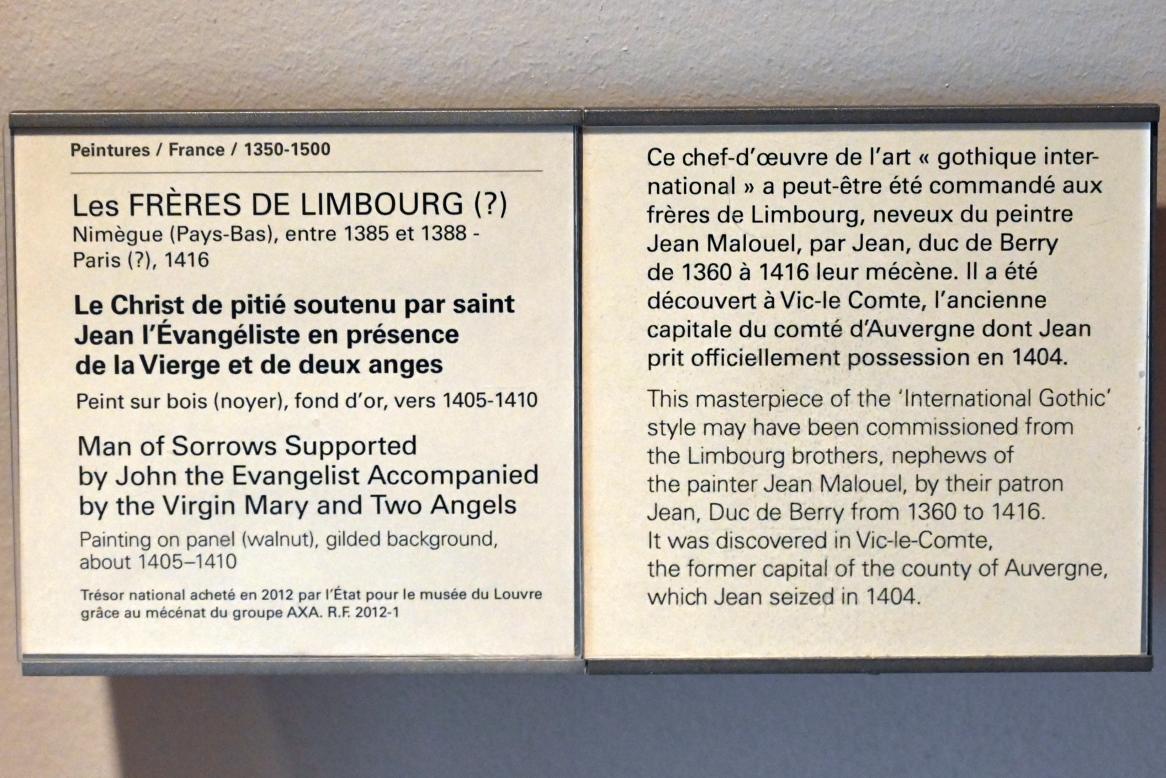 Peintures / France / 1350-1500
Les FRÈRES DE LIMBOURG (?)
Nimègue (Pays-Bas), entre 1385 et 1388 -
Paris (?), 1416
Le Christ de pitié soutenu par saint
Jean l'Évangéliste en présence
de la Vierge et de deux anges
Peint sur bois (noyer), fond d'or, vers 1405-1410
Man of Sorrows Supported
by John the Evangelist Accompanied
by the Virgin Mary and Two Angels
Painting on panel (walnut), gilded background,
about 1405–1410
Trésor national acheté en 2012 par l'État pour le musée du Louvre
grâce au mécénat du groupe AXA. R.F. 2012-1
Ce chef-d'œuvre de l'art « gothique inter-
national » a peut-être été commandé aux
frères de Limbourg, neveux du peintre
Jean Malouel, par Jean, duc de Berry
de 1360 à 1416 leur mécène. Il a été
découvert à Vic-le Comte, l'ancienne
capitale du comté d'Auvergne dont Jean
prit officiellement possession en 1404.
This masterpiece of the 'International Gothic'
style may have been commissioned from
the Limbourg brothers, nephews of
the painter Jean Malouel, by their patron
Jean, Duc de Berry from 1360 to 1416.
It was discovered in Vic-le-Comte,
the former capital of the county of Auvergne,
which Jean seized in 1404.